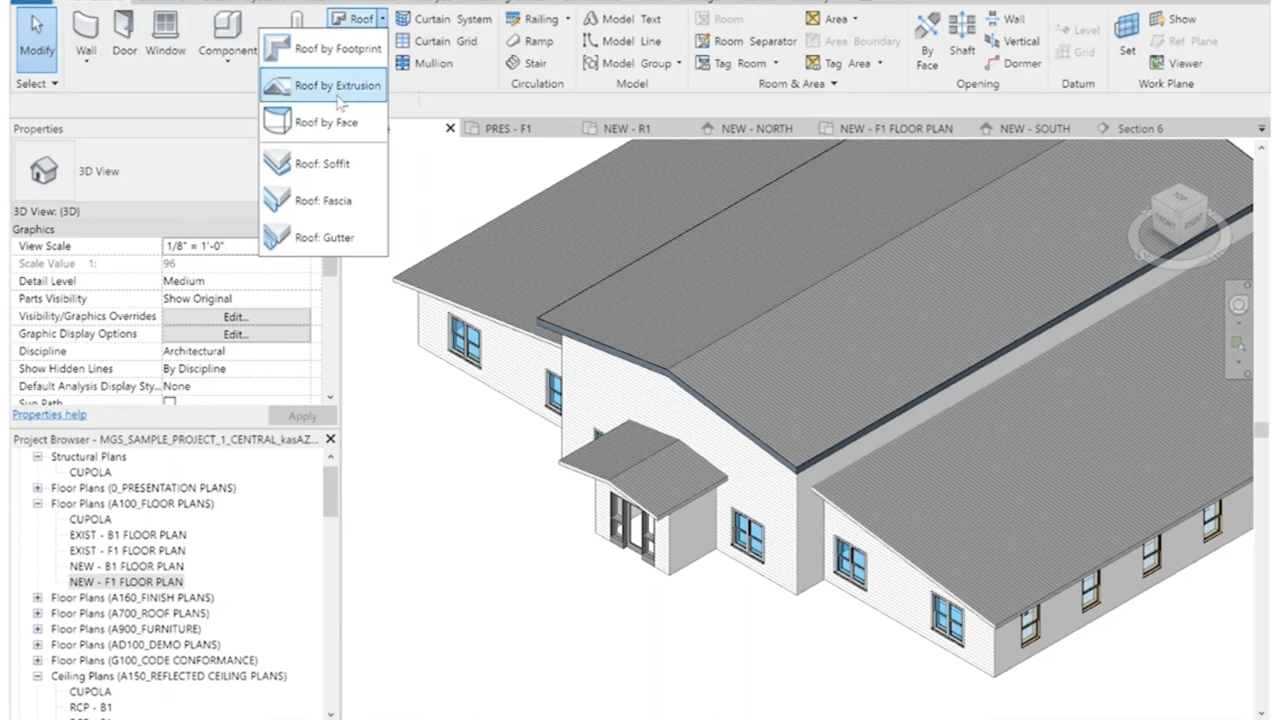 Roof
Curtain System
Railing
Model Text
Room
Area
Wall
Show
Modify
Wall
Door
Window
Component
Roof by Footprint
Curtain Grid
Ramp
Model Line
Room Separator
Area Boundary
By
Face
Shaft
Vertical
Level
Grid
Set
Ref Plane
Mullion
Stair
Model Group
Tag Room
Tag Area
Dormer
Viewer
Select
Roof by Extrusion
Circulation
Model
Room & Area
Opening
Datum
Work Plane
Roof by Face
Roof: Soffit
Roof: Fascia
Roof: Gutter
PRES - F1
NEW - R1
NEW - NORTH
NEW - F1 FLOOR PLAN
NEW - SOUTH
Section 6
Properties
3D View
3D View: {3D}
Graphics
View Scale
1/8" = 1'-0"
Scale Value 1:
96
Detail Level
Medium
Parts Visibility
Show Original
Visibility/Graphics Overrides
Edit...
Graphic Display Options
Edit...
Discipline
Architectural
Show Hidden Lines
By Discipline
Default Analysis Display Sty...
None
Sun Path
Properties help
Apply
Project Browser - MGS_SAMPLE_PROJECT_1_CENTRAL_kasAZ...
Structural Plans
CUPOLA
Floor Plans (0_PRESENTATION PLANS)
Floor Plans (A100_FLOOR PLANS)
CUPOLA
EXIST - B1 FLOOR PLAN
EXIST - F1 FLOOR PLAN
NEW - B1 FLOOR PLAN
NEW - F1 FLOOR PLAN
Floor Plans (A160_FINISH PLANS)
Floor Plans (A700_ROOF PLANS)
Floor Plans (A900_FURNITURE)
Floor Plans (AD100_DEMO PLANS)
Floor Plans (G100_CODE CONFORMANCE)
Ceiling Plans (A150_REFLECTED CEILING PLANS)
CUPOLA
RCP - B1
TOP
FRONT
RIGHT